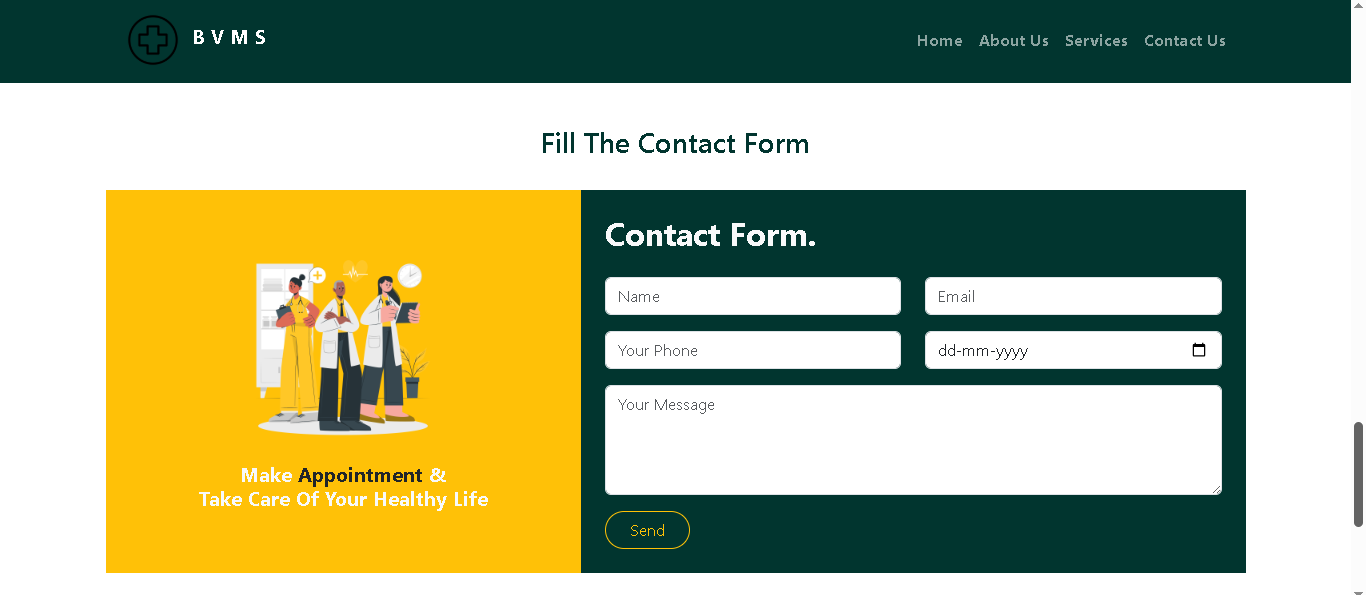 B V M S
Home About Us Services Contact Us
Fill The Contact Form
Make Appointment &
Take Care Of Your Healthy Life
Contact Form.
Name Email
Your Phone dd-mm-yyyy
Your Message
Send